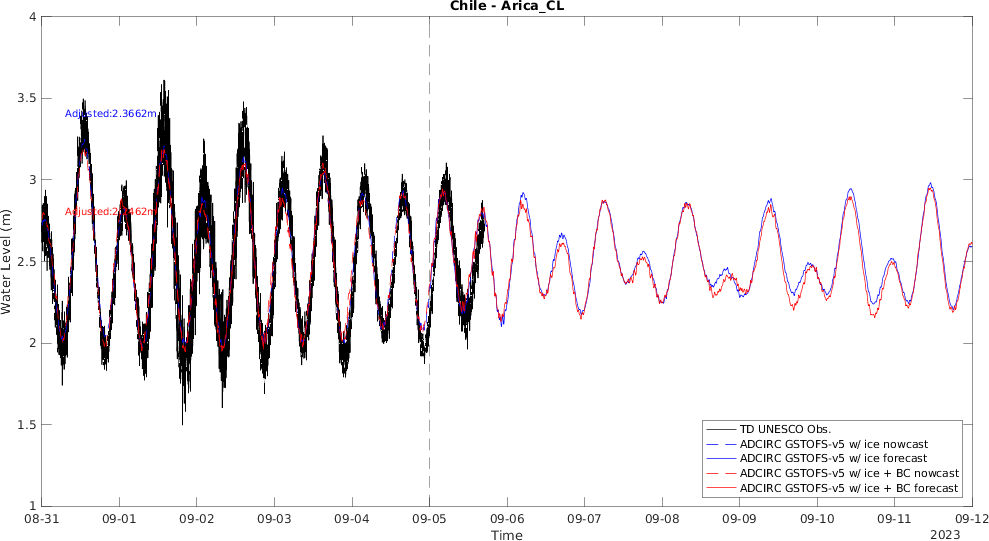 Chile - Arica_CL
Water Level (m)
4
3.5
3
2.5
2
1.5
1
Adjusted:2.3662m
08-31
09-01
09-02
09-03
09-04
09-05
09-06
09-07
09-08
09-09
09-10
09-11
09-12
Time
2023
TD UNESCO Obs.
ADCIRC GSTOFS-v5 w/ ice nowcast
ADCIRC GSTOFS-v5 w/ ice forecast
ADCIRC GSTOFS-v5 w/ ice + BC nowcast
ADCIRC GSTOFS-v5 w/ ice + BC forecast